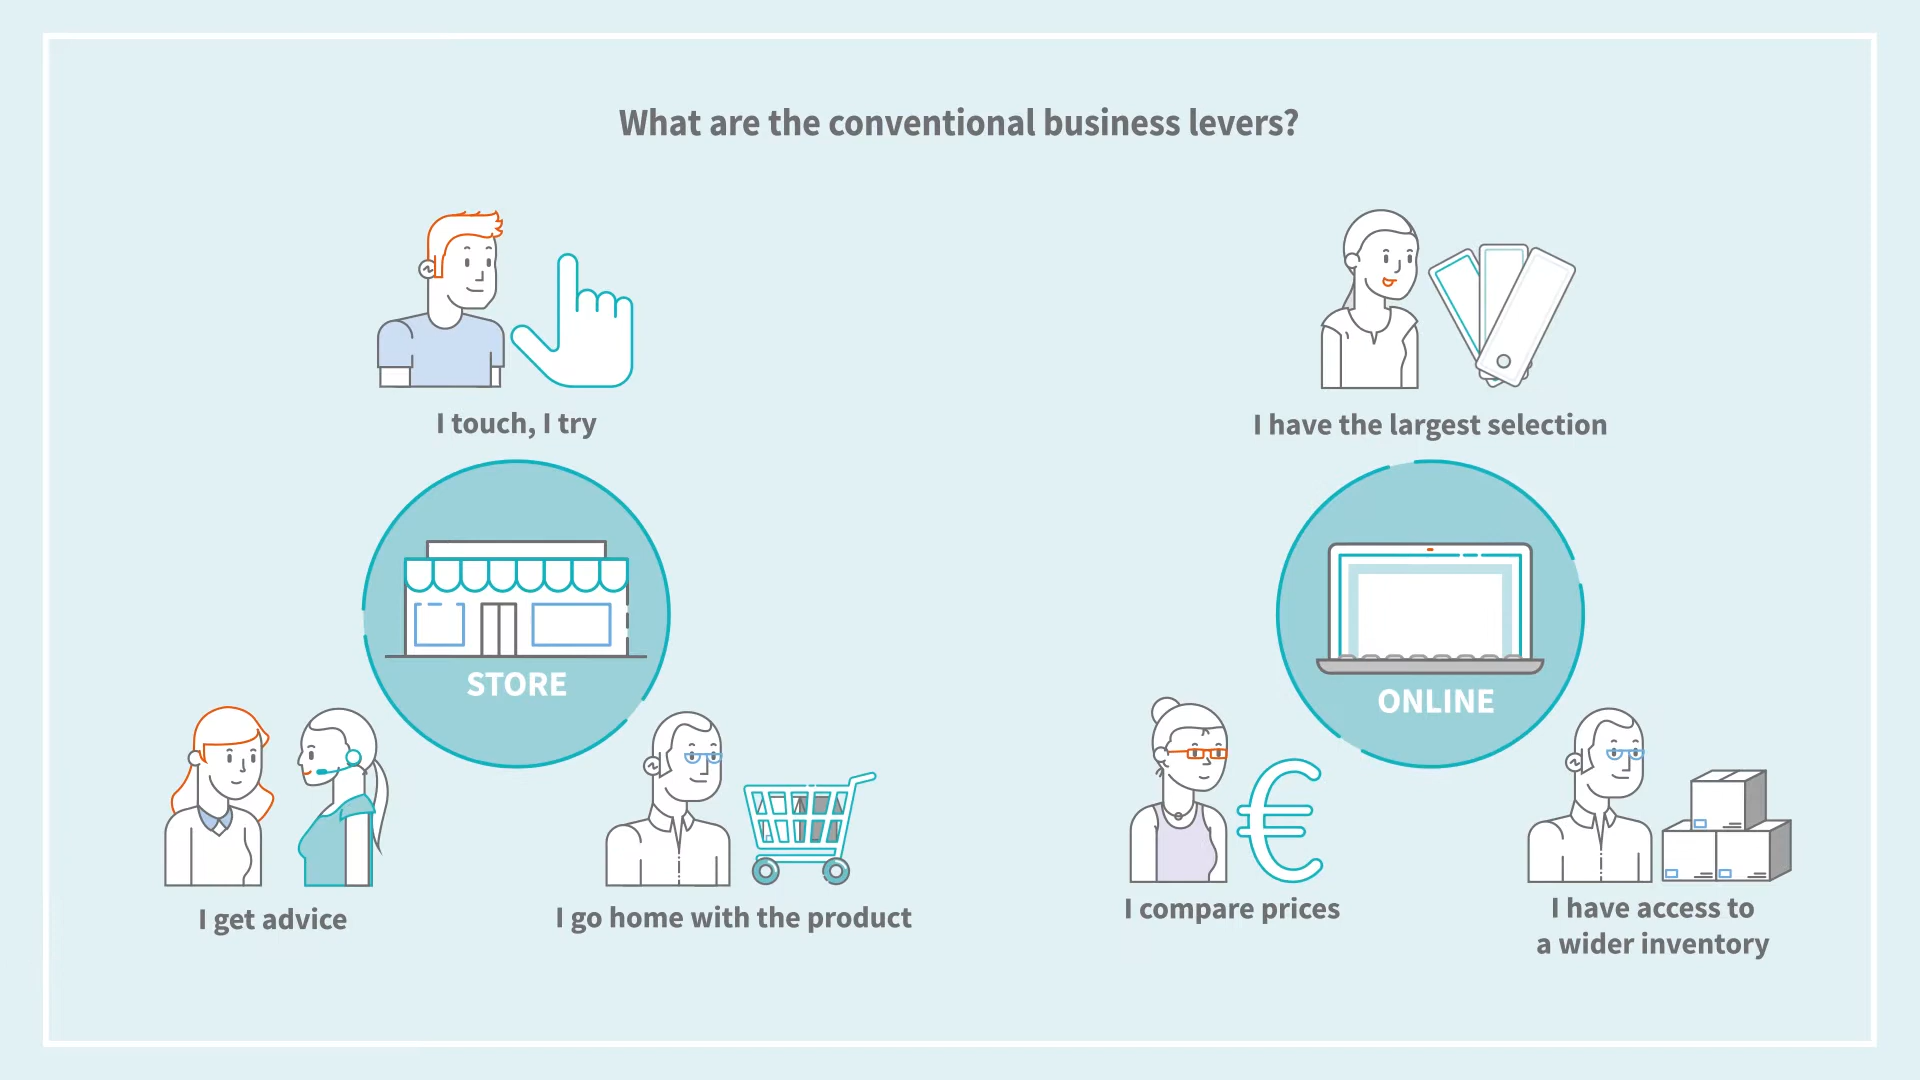 What are the conventional business levers?
I touch, I try
STORE
I get advice
I go home with the product
I have the largest selection
ONLINE
I compare prices
I have access to
a wider inventory